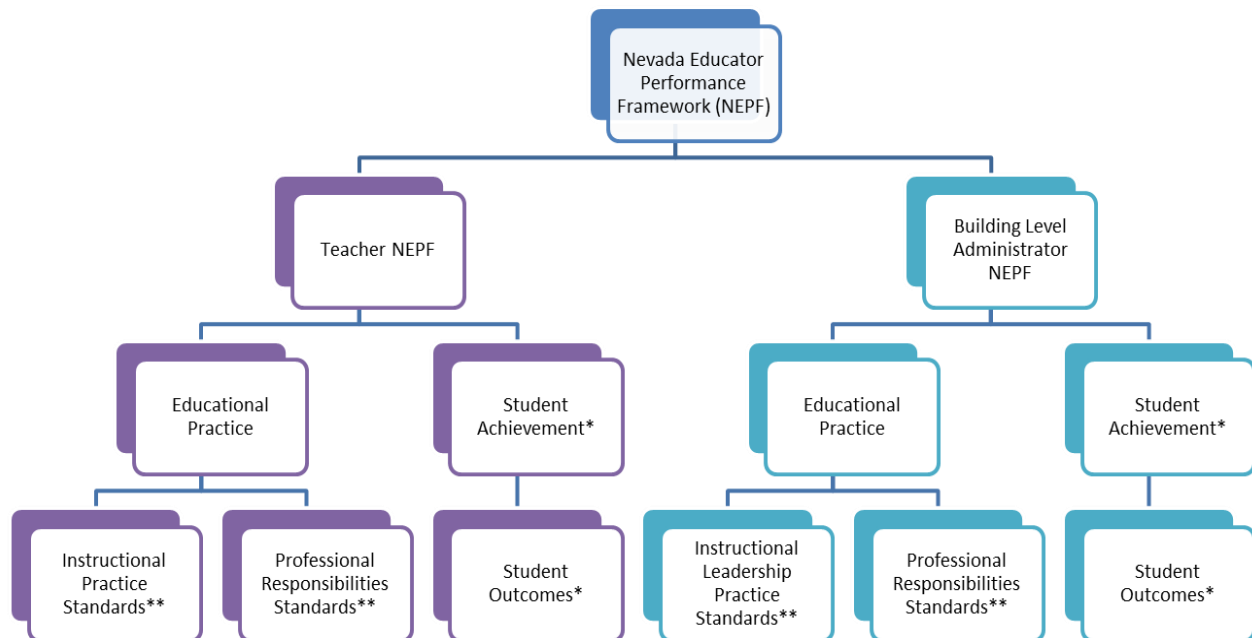 Nevada Educator
Performance
Framework (NEPF)
Teacher NEPF
Building Level
Administrator
NEPF
Educational
Practice
Student
Achievement*
Educational
Practice
Student
Achievement*
Instructional
Practice
Standards**
Professional
Responsibilities
Standards**
Student
Outcomes*
Instructional
Leadership
Practice
Standards**
Professional
Responsibilities
Standards**
Student
Outcomes*